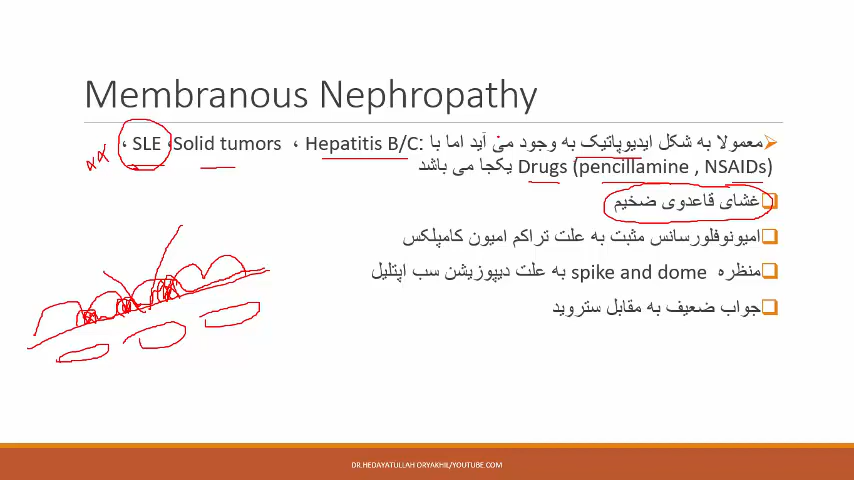 Membranous Nephropathy
معمولا به شکل ایدیوپاتیک به وجود می آید اما با :Hepatitis B/C ، Solid tumors ، SLE ،
Drugs (pencillamine , NSAIDs) یکجا می باشد
غشای قاعدوی ضخیم
امیونوفلورسانس مثبت به علت تراکم امیون کامپلکس
منظره spike and dome به علت دیپوزیشن سب اپتلیل
جواب ضعیف به مقابل ستروید
DR.HEDAYATULLAH ORYAKHIL/YOUTUBE.COM